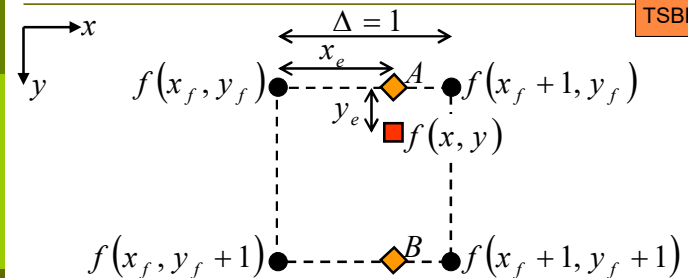 TSBI
x
Δ = 1
x_e
y
f(x_f, y_f)
A
f(x_f + 1, y_f)
y_e
f(x, y)
f(x_f, y_f + 1)
B
f(x_f + 1, y_f + 1)